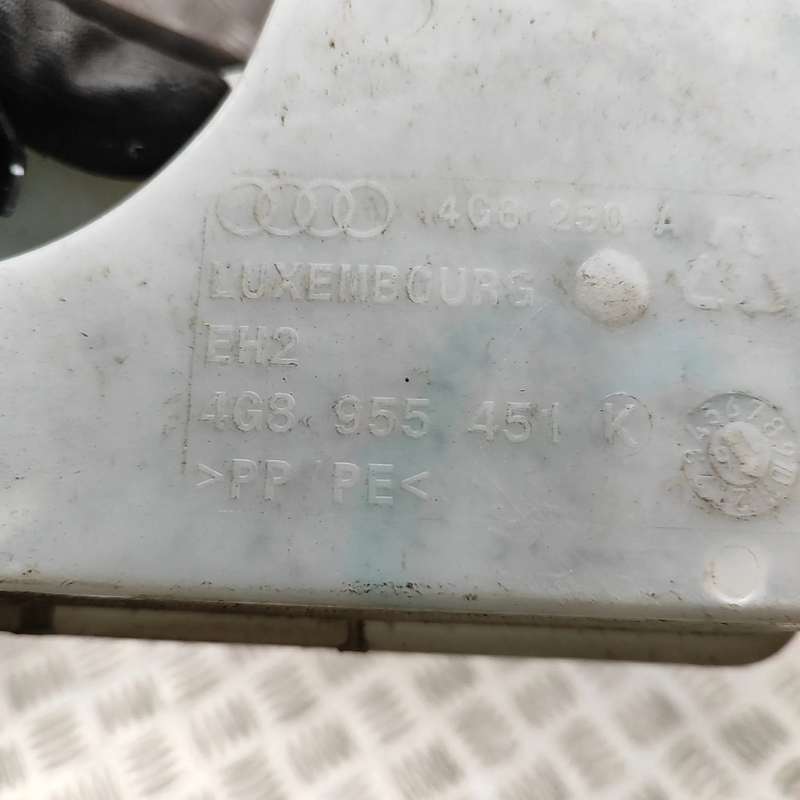 4G8 250 A
LUXEMBOURG
EH2
4G8 955 451 K
>PP/PE<